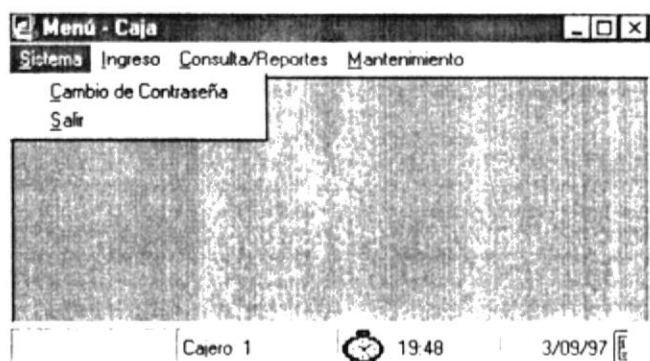 Menú - Caja
Sistema Ingreso Consulta/Reportes Mantenimiento
Cambio de Contraseña
Salir
Cajero 1 19:48 3/09/97